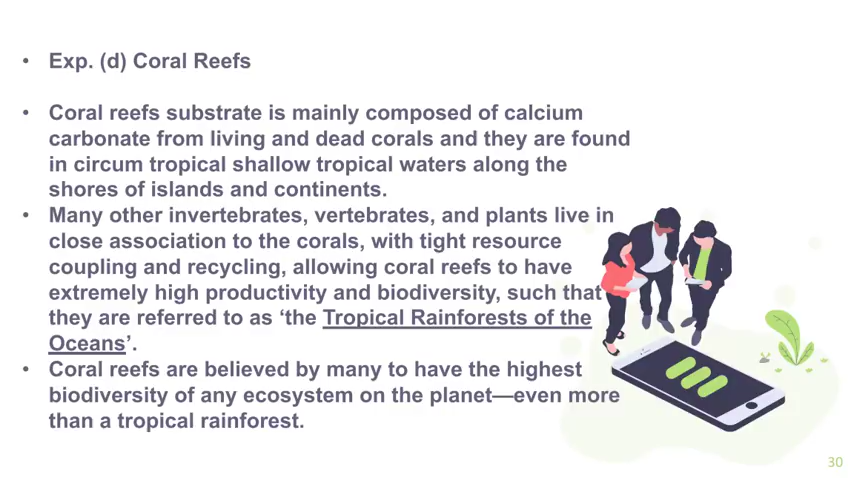 • Exp. (d) Coral Reefs
• Coral reefs substrate is mainly composed of calcium
carbonate from living and dead corals and they are found
in circum tropical shallow tropical waters along the
shores of islands and continents.
• Many other invertebrates, vertebrates, and plants live in
close association to the corals, with tight resource
coupling and recycling, allowing coral reefs to have
extremely high productivity and biodiversity, such that
they are referred to as ‘the Tropical Rainforests of the
Oceans’.
• Coral reefs are believed by many to have the highest
biodiversity of any ecosystem on the planet—even more
than a tropical rainforest.
30